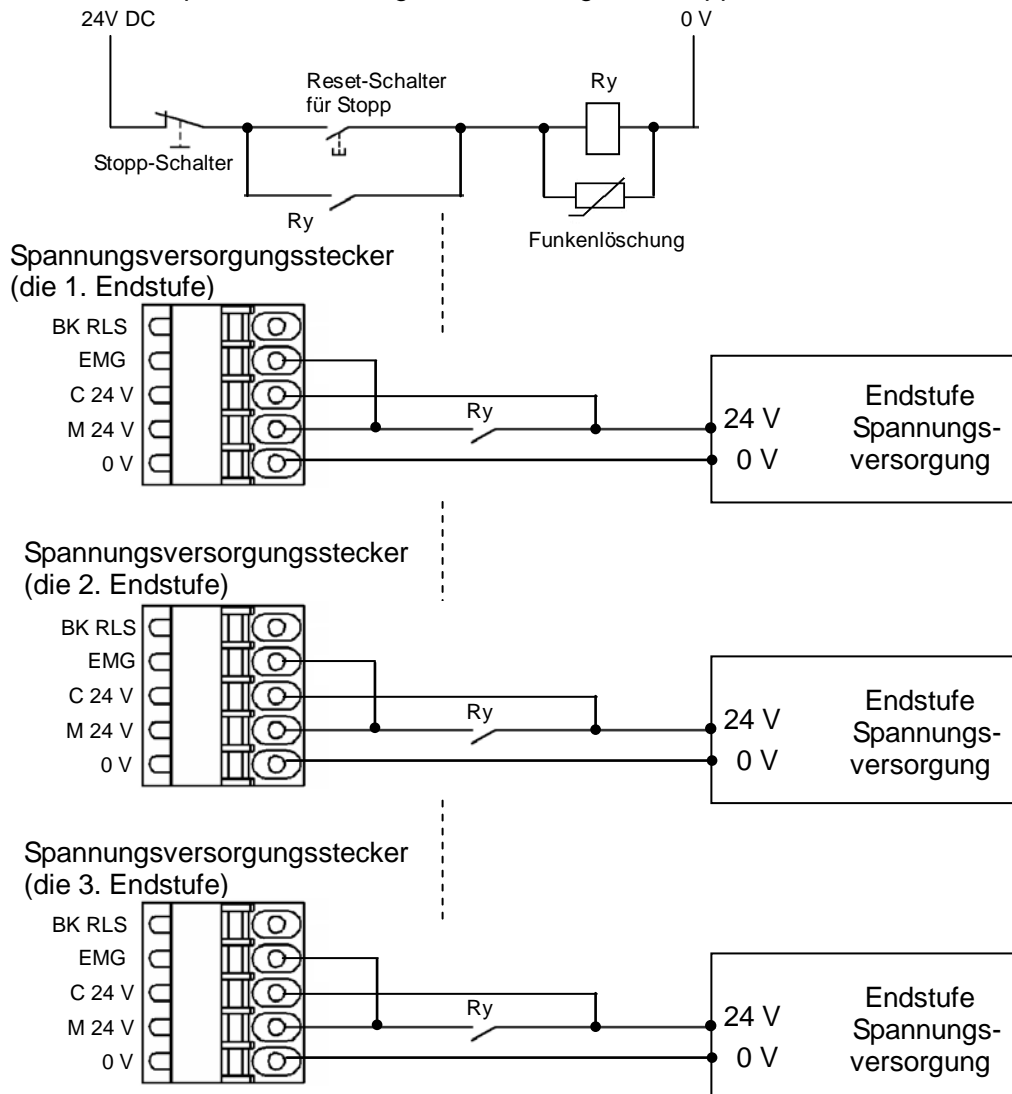 24V DC
0 V
Reset-Schalter
für Stopp
Ry
Stopp-Schalter
Ry
Funkenlöschung
Spannungsversorgungsstecker
(die 1. Endstufe)
BK RLS
EMG
C 24 V
M 24 V
0 V
Ry
24 V
0 V
Endstufe
Spannungs-
versorgung
Spannungsversorgungsstecker
(die 2. Endstufe)
BK RLS
EMG
C 24 V
M 24 V
0 V
Ry
24 V
0 V
Endstufe
Spannungs-
versorgung
Spannungsversorgungsstecker
(die 3. Endstufe)
BK RLS
EMG
C 24 V
M 24 V
0 V
Ry
24 V
0 V
Endstufe
Spannungs-
versorgung